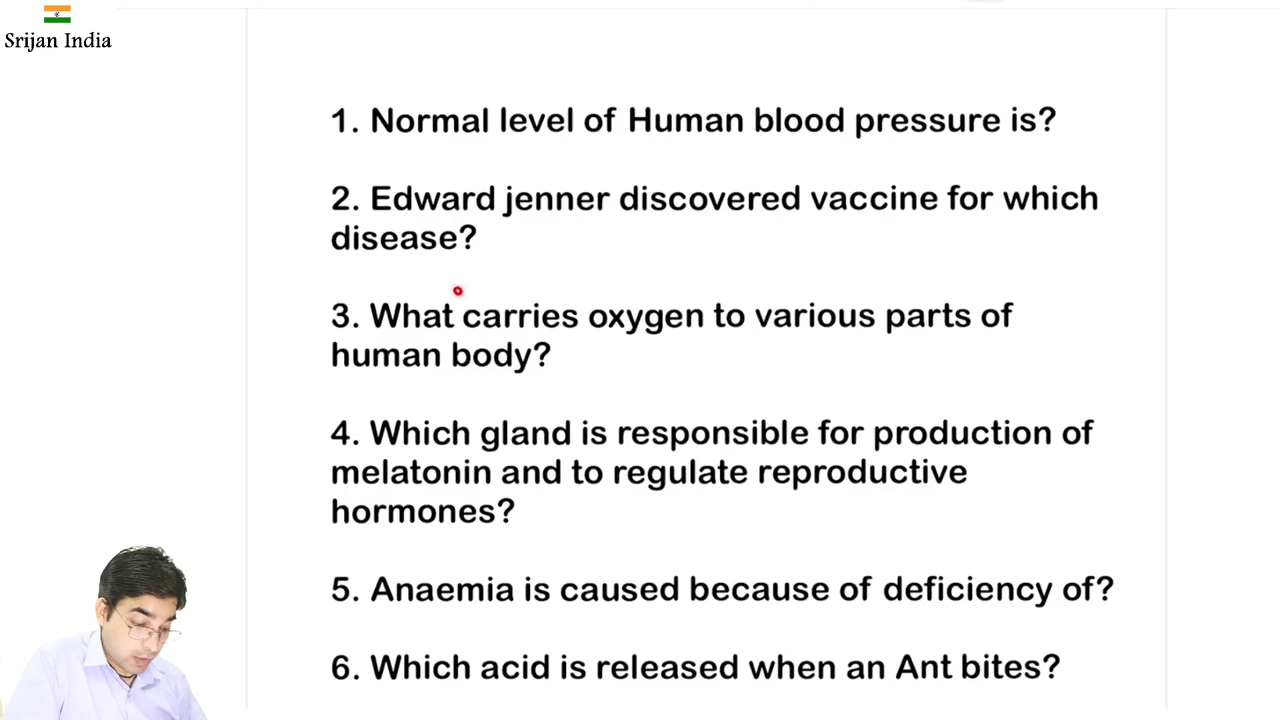 Srijan India
1. Normal level of Human blood pressure is?
2. Edward jenner discovered vaccine for which
disease?
3. What carries oxygen to various parts of
human body?
4. Which gland is responsible for production of
melatonin and to regulate reproductive
hormones?
5. Anaemia is caused because of deficiency of?
6. Which acid is released when an Ant bites?